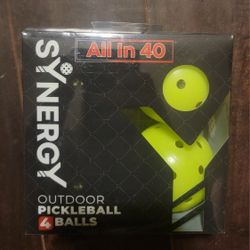 SYNERGY
All in 40
OUTDOOR
PICKLEBALL
4 BALLS